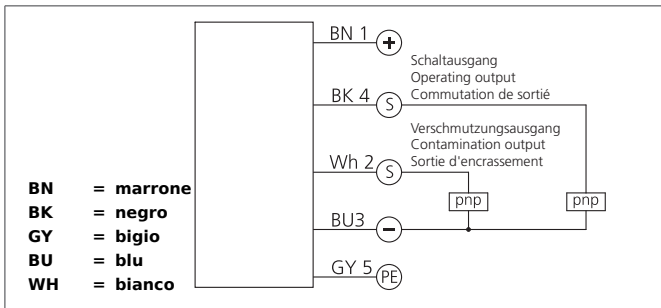 BN 1
+
Schaltausgang
Operating output
Commutation de sortié
BK 4
S
Verschmutzungsausgang
Contamination output
Sortie d'encrassement
Wh 2
S
pnp
pnp
BU3
−
GY 5
PE
BN = marrone
BK = negro
GY = bigio
BU = blu
WH = bianco